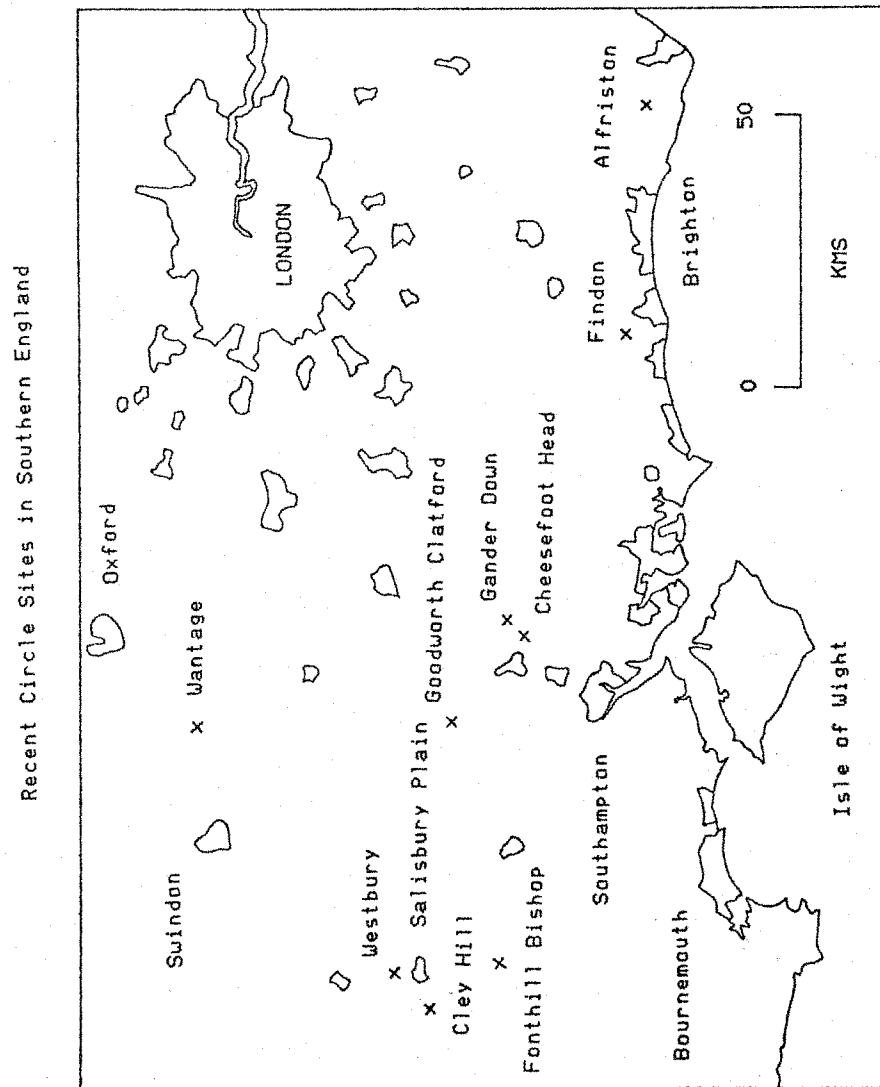 Recent Circle Sites in Southern England
Oxford
Wantage
Swindon
LONDON
Westbury
Salisbury Plain
Goodworth Clatford
Cley Hill
Gander Down
Cheesefoot Head
Fonthill Bishop
Southampton
Findon
Alfriston
Bournemouth
Brighton
Isle of Wight
0
50
KMS